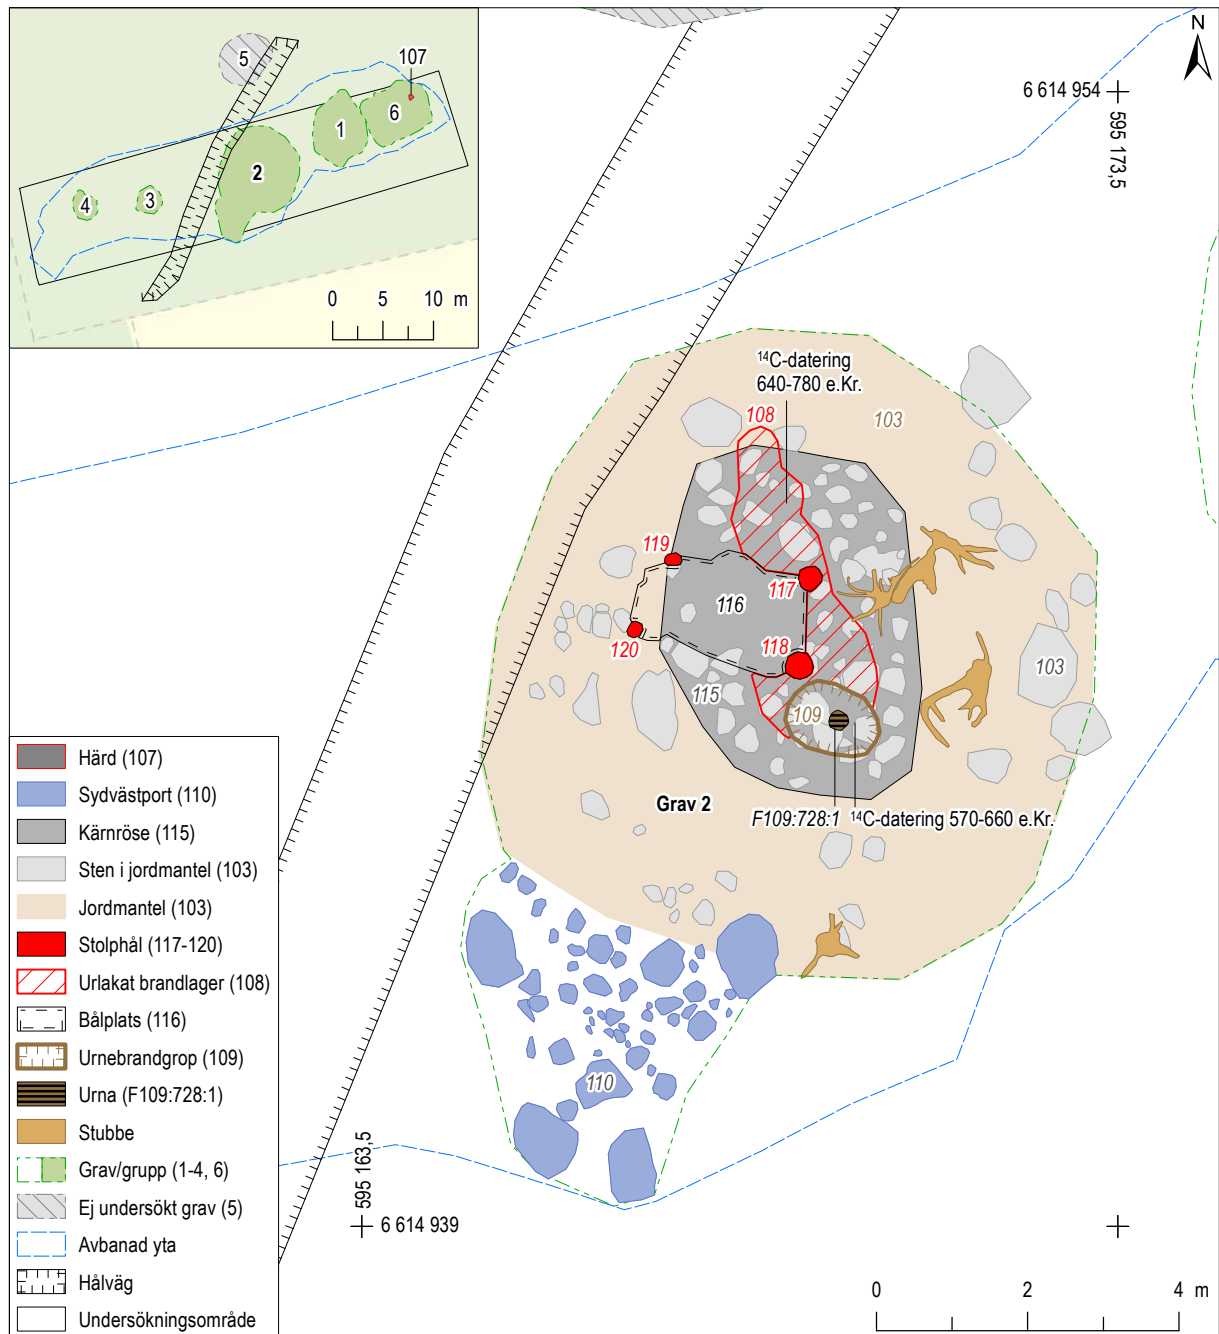 5
107
1
6
2
4
3
0 5 10 m
N
6 614 954
595 173,5
14C-datering
640-780 e.Kr.
108
103
119
117
116
120
118
115
109
103
Grav 2
F109:728:1
14C-datering 570-660 e.Kr.
110
595 163,5
6 614 939
0 2 4 m
Härd (107)
Sydvästport (110)
Kärnröse (115)
Sten i jordmantel (103)
Jordmantel (103)
Stolphål (117-120)
Urlakat brandlager (108)
Bålplats (116)
Urnebrandgrop (109)
Urna (F109:728:1)
Stubbe
Grav/grupp (1-4, 6)
Ej undersökt grav (5)
Avbanad yta
Hålväg
Undersökningsområde